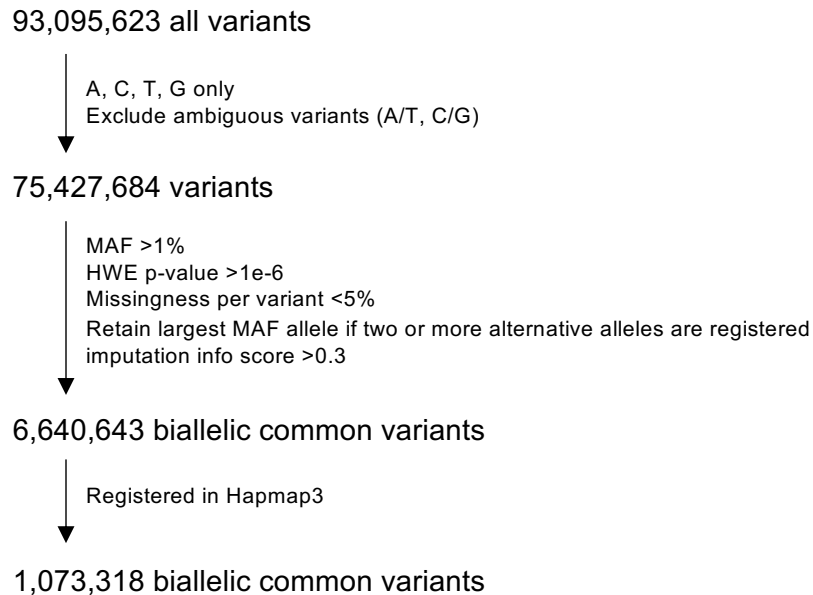 93,095,623 all variants
A, C, T, G only
Exclude ambiguous variants (A/T, C/G)
75,427,684 variants
MAF >1%
HWE p-value >1e-6
Missingness per variant <5%
Retain largest MAF allele if two or more alternative alleles are registered
imputation info score >0.3
6,640,643 biallelic common variants
Registered in Hapmap3
1,073,318 biallelic common variants